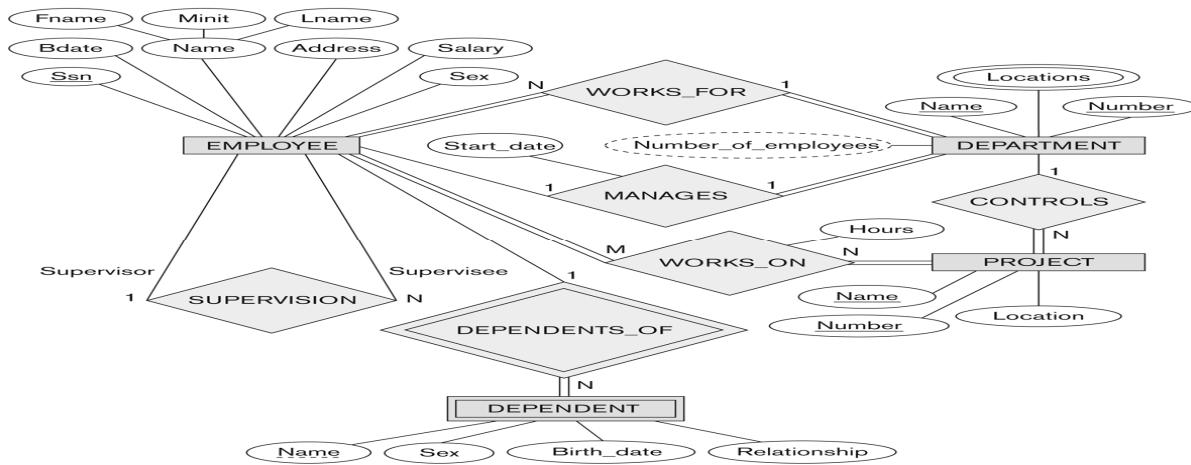 Fname
Minit
Lname
Bdate
Name
Address
Salary
Ssn
Sex
N
WORKS_FOR
1
Locations
Name
Number
EMPLOYEE
Start_date
Number_of_employees
DEPARTMENT
1
MANAGES
1
1
CONTROLS
N
M
WORKS_ON
N
Hours
PROJECT
Name
Number
Location
Supervisor
Supervisee
1
SUPERVISION
N
1
DEPENDENTS_OF
N
DEPENDENT
Name
Sex
Birth_date
Relationship